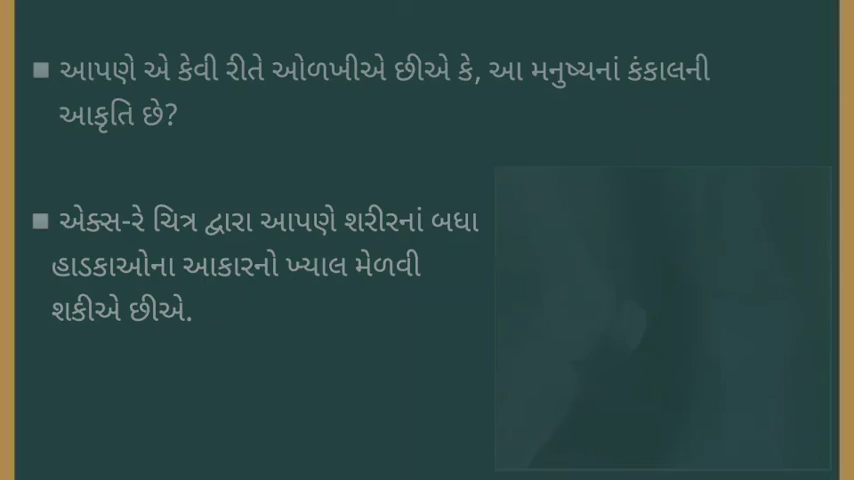 આપણે એ કેવી રીતે ઓળખીએ છીએ કે, આ મનુષ્યનાં કંકાલની
આકૃતિ છે?
એક્સ-રે ચિત્ર દ્વારા આપણે શરીરનાં બધા
હાડકાઓના આકારનો ખ્યાલ મેળવી
શકીએ છીએ.